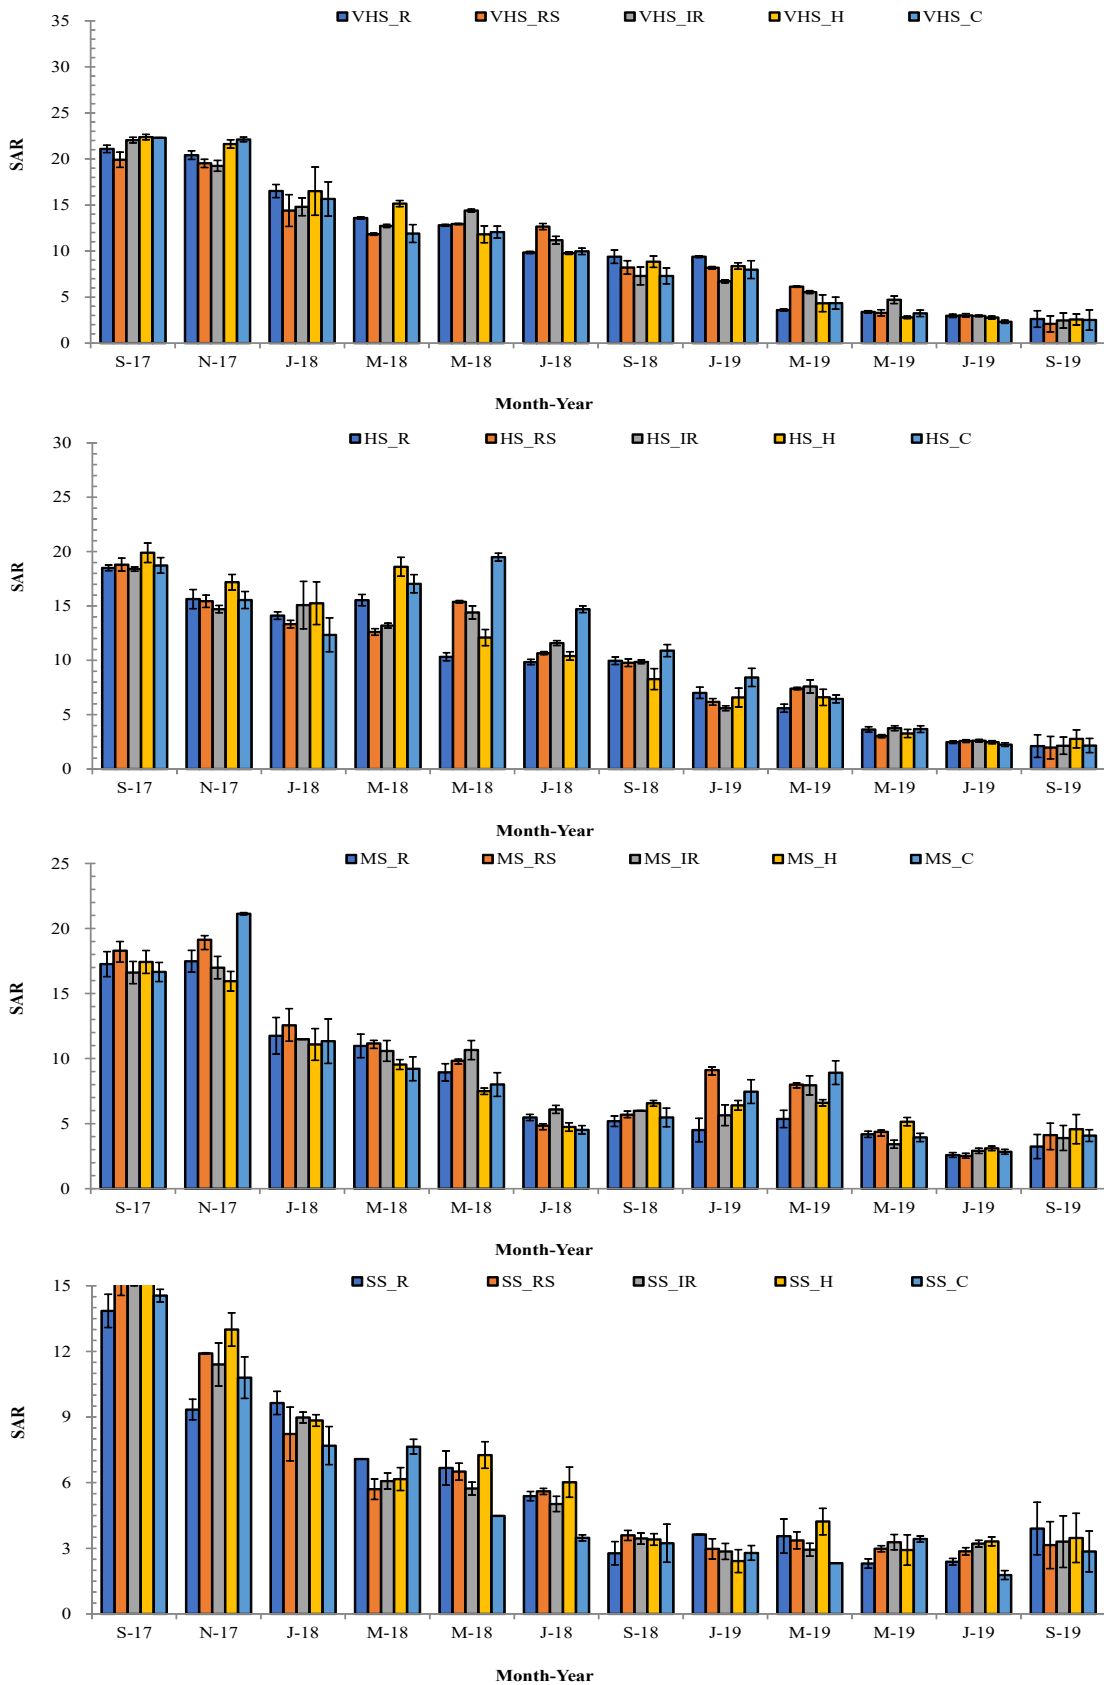 VHS_R VHS_RS VHS_IR VHS_H VHS_C
35
30
25
20
15
10
5
0
SAR
S-17 N-17 J-18 M-18 M-18 J-18 S-18 J-19 M-19 M-19 J-19 S-19
Month-Year
HS_R HS_RS HS_IR HS_H HS_C
30
25
20
15
10
5
0
SAR
S-17 N-17 J-18 M-18 M-18 J-18 S-18 J-19 M-19 M-19 J-19 S-19
Month-Year
MS_R MS_RS MS_IR MS_H MS_C
25
20
15
10
5
0
SAR
S-17 N-17 J-18 M-18 M-18 J-18 S-18 J-19 M-19 M-19 J-19 S-19
Month-Year
SS_R SS_RS SS_IR SS_H SS_C
15
12
9
6
3
0
SAR
S-17 N-17 J-18 M-18 M-18 J-18 S-18 J-19 M-19 M-19 J-19 S-19
Month-Year